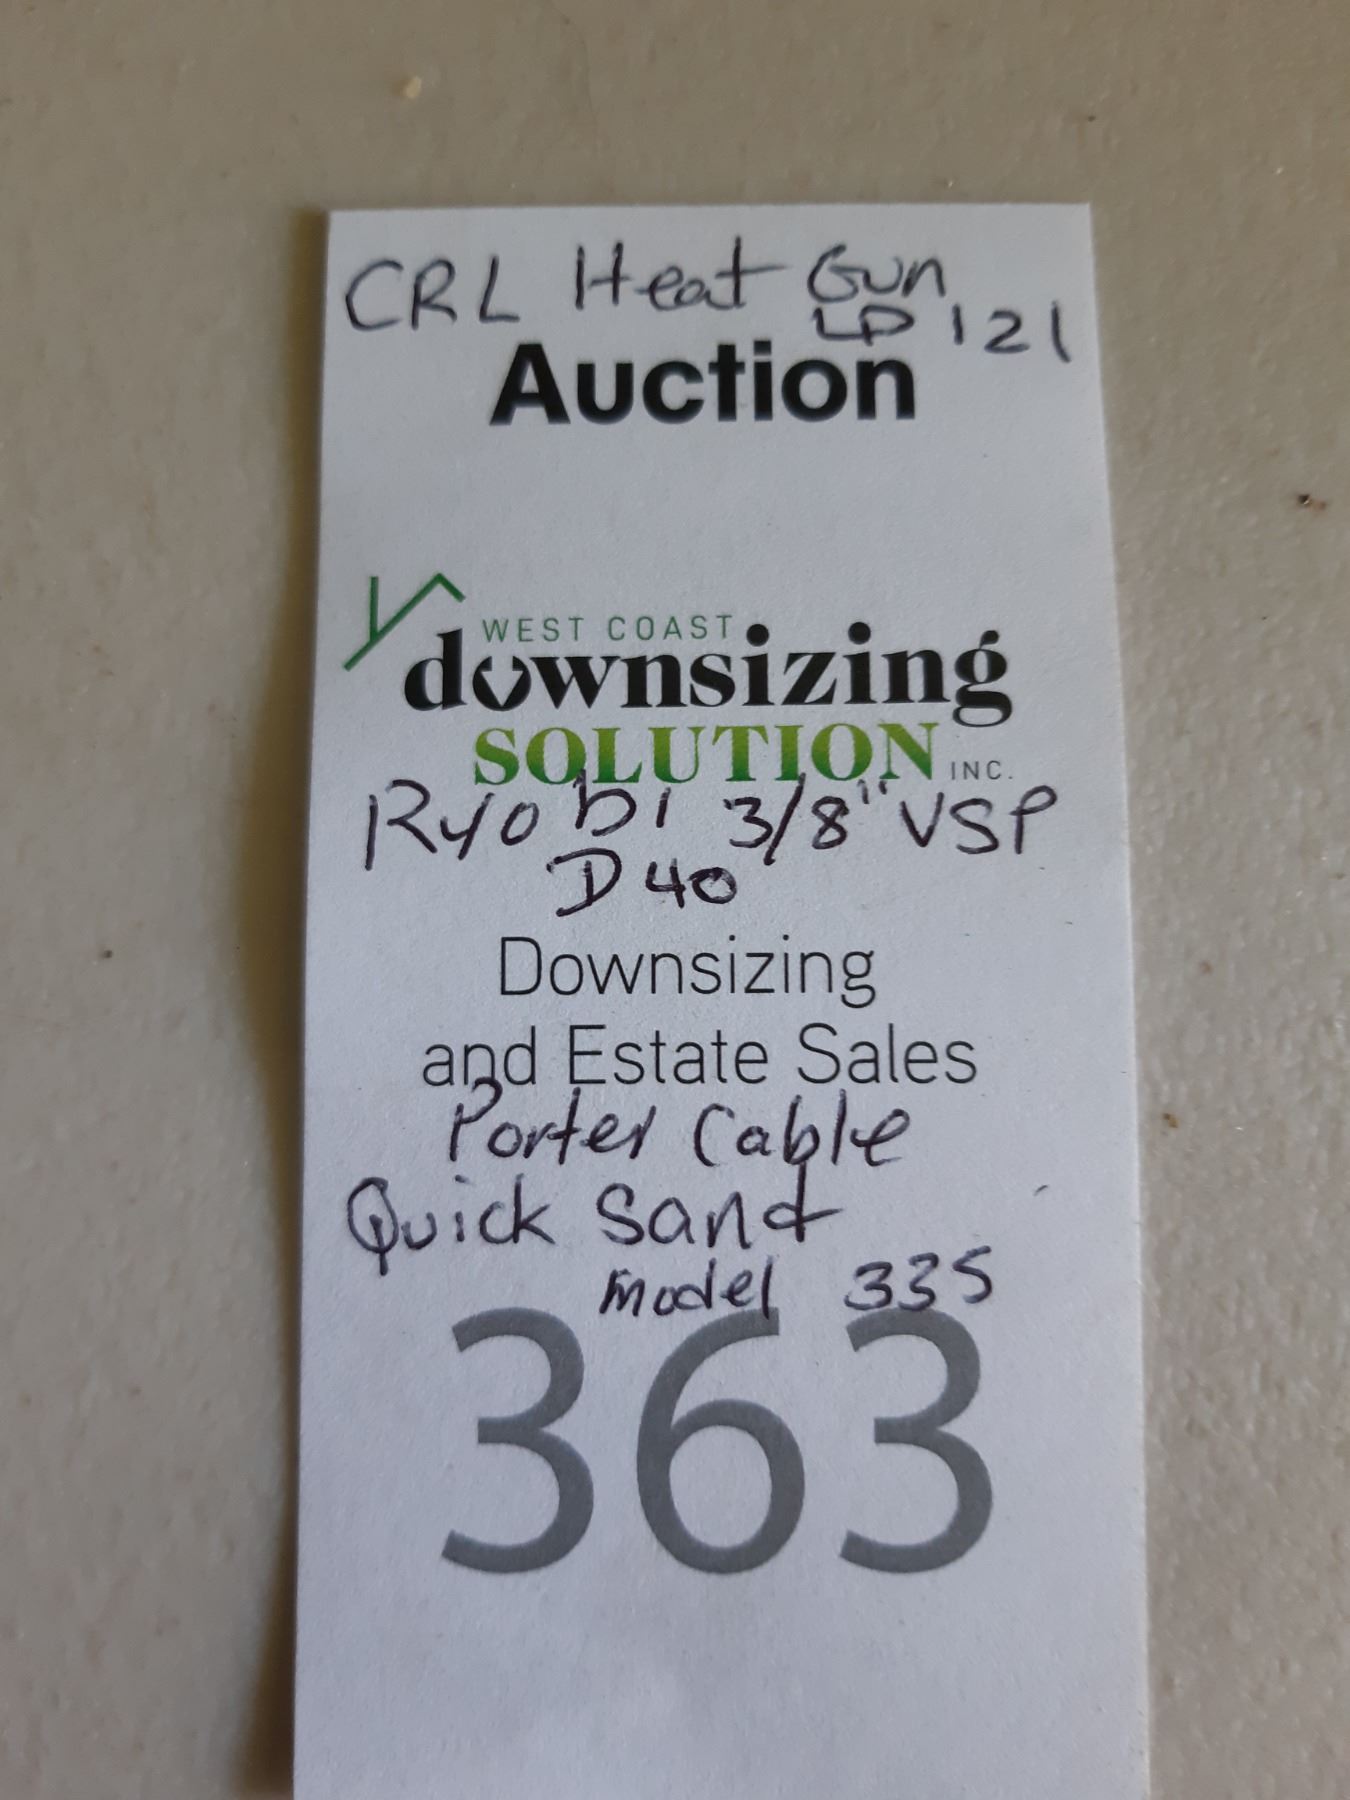 CRL Heat Gun
LD 121
Auction
WEST COAST
downsizing
SOLUTION INC.
Ryobi 3/8" VSP
D40
Downsizing
and Estate Sales
Porter Cable
Quick Sand
Model 335
363